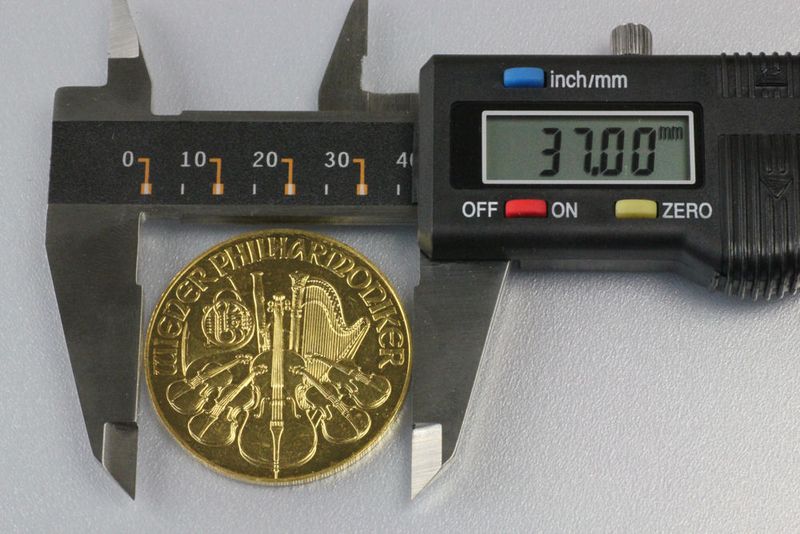 inch/mm
37.00 mm
OFF ON ZERO
0 10 20 30 40
WIENER PHILHARMONIKER